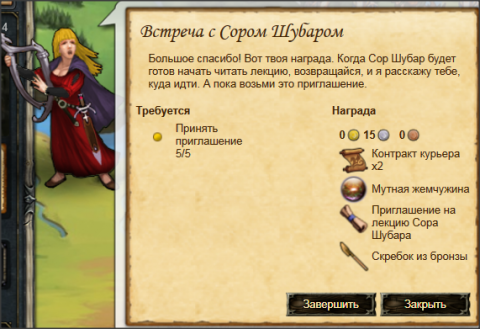 4
Встреча с Сором Шубаром
Большое спасибо! Вот твоя награда. Когда Сор Шубар будет
готов начать читать лекцию, возвращайся, и я расскажу тебе,
куда идти. А пока возьми это приглашение.
Требуется
Принять
приглашение
5/5
Награда
0 15 0
Контракт курьера
x2
Мутная жемчужина
Приглашение на
лекцию Сора
Шубара
Скребок из бронзы
Завершить
Закрыть